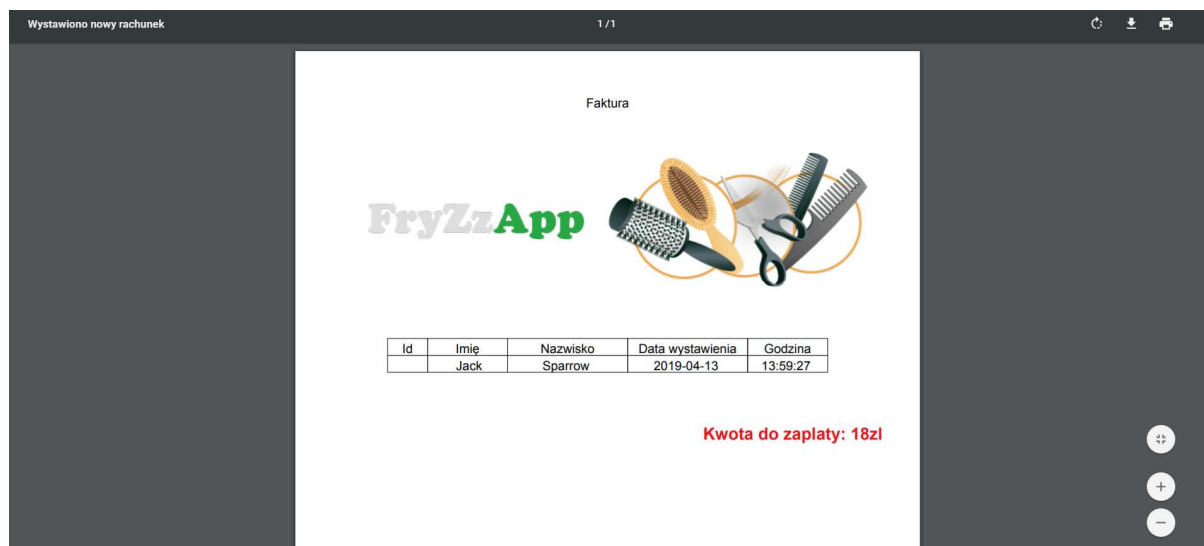 Wystawiono nowy rachunek 1 / 1
Faktura
FryZzApp
Id Imię Nazwisko Data wystawienia Godzina
Jack Sparrow 2019-04-13 13:59:27
Kwota do zaplaty: 18zl